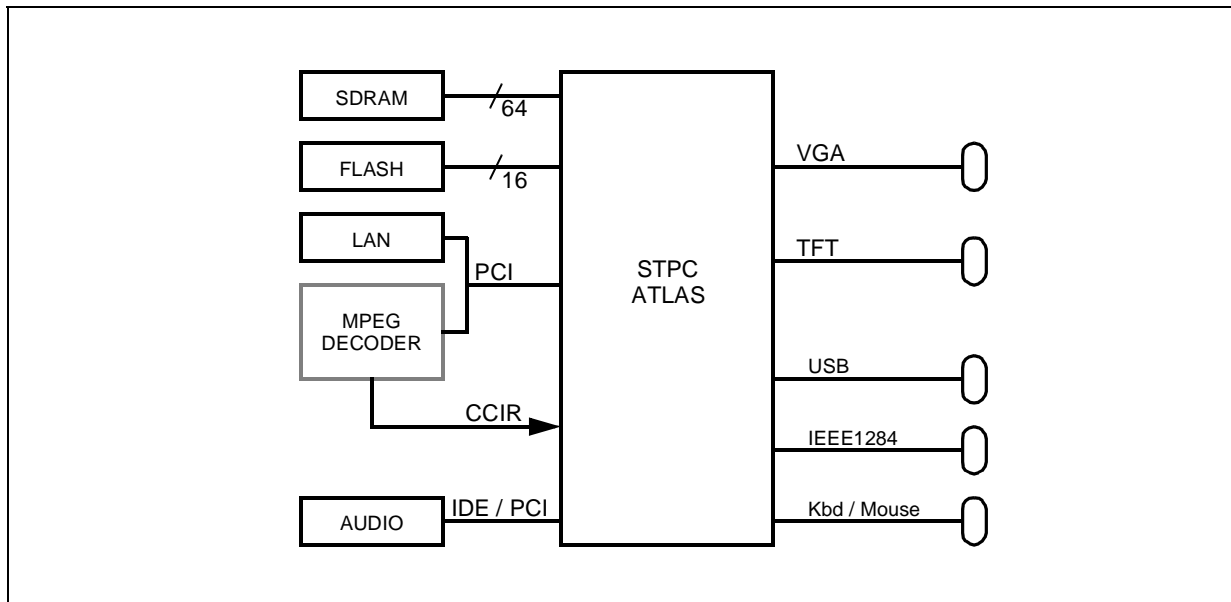 SDRAM
64
FLASH
16
LAN
PCI
MPEG
DECODER
CCIR
AUDIO
IDE / PCI
STPC
ATLAS
VGA
TFT
USB
IEEE1284
Kbd / Mouse